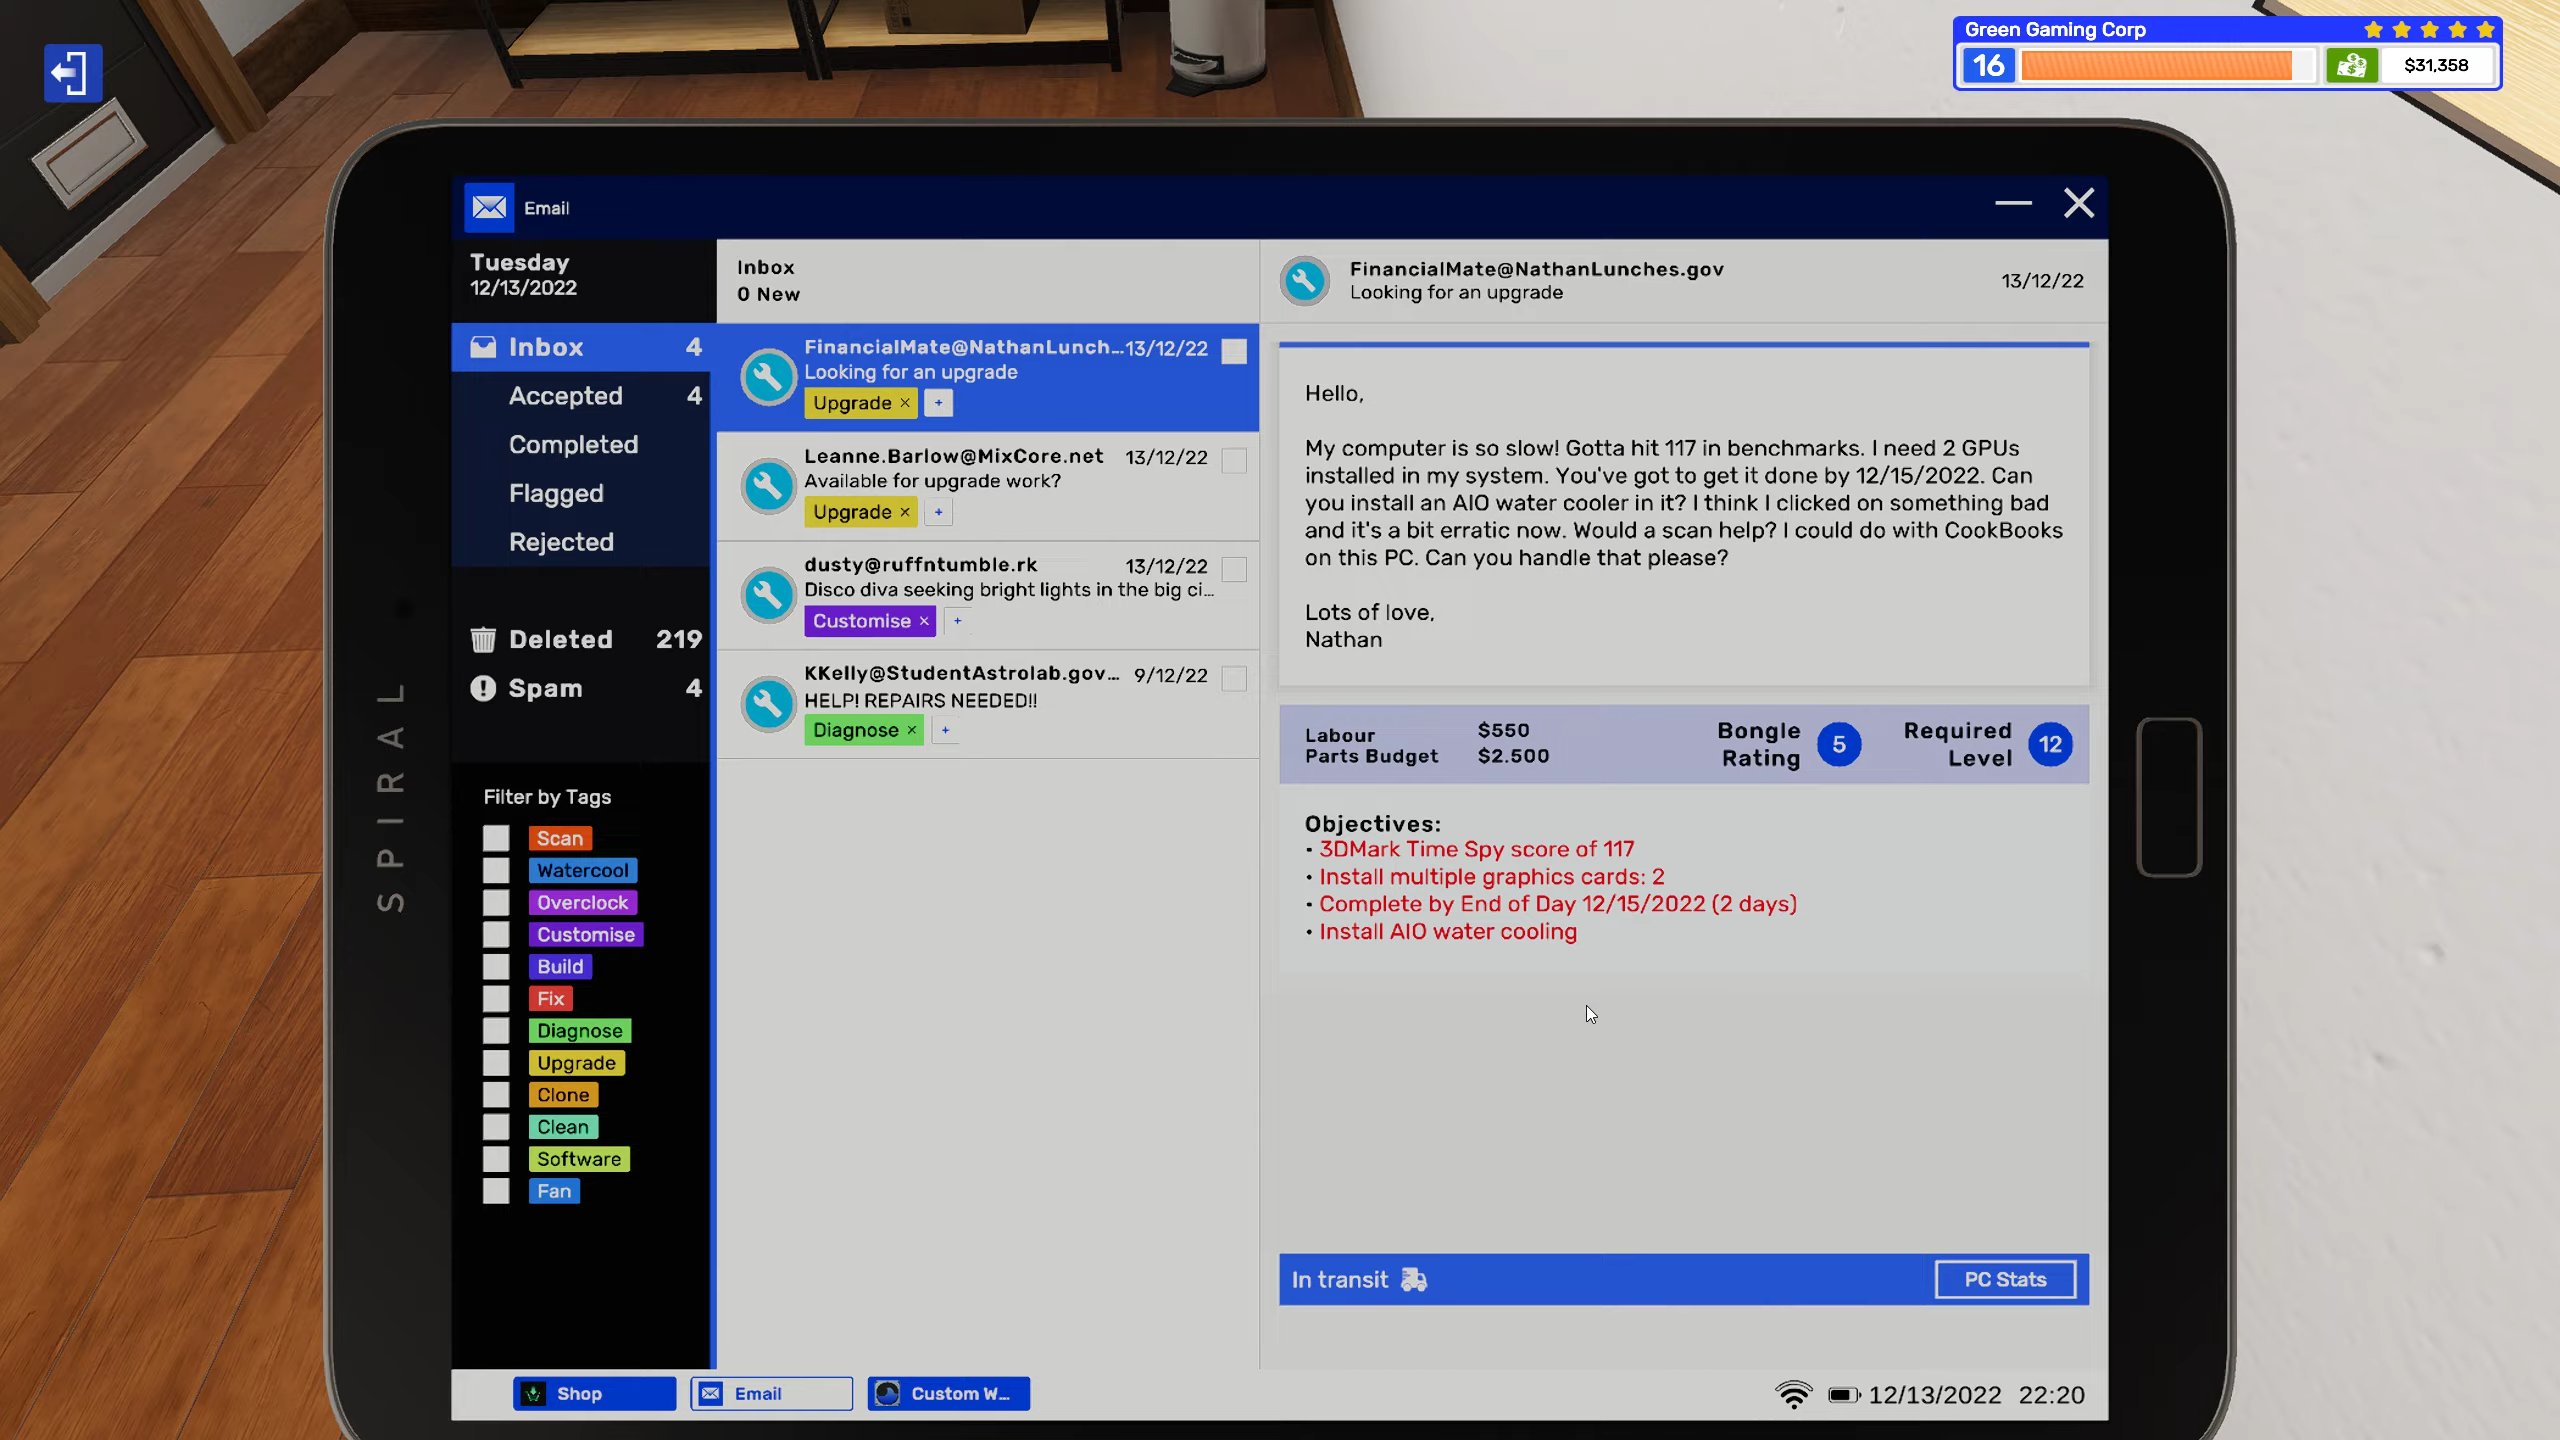 Green Gaming Corp
16
$31,358
Email
Tuesday
12/13/2022
Inbox 4
Accepted 4
Completed
Flagged
Rejected
Deleted 219
Spam 4
Filter by Tags
Scan
Watercool
Overclock
Customise
Build
Fix
Diagnose
Upgrade
Clone
Clean
Software
Fan
Inbox
0 New
FinancialMate@NathanLunch... 13/12/22
Looking for an upgrade
Upgrade × +
Leanne.Barlow@MixCore.net 13/12/22
Available for upgrade work?
Upgrade × +
dusty@ruffntumble.rk 13/12/22
Disco diva seeking bright lights in the big ci...
Customise × +
KKelly@StudentAstrolab.gov... 9/12/22
HELP! REPAIRS NEEDED!!
Diagnose × +
FinancialMate@NathanLunches.gov
Looking for an upgrade
13/12/22
Hello,
My computer is so slow! Gotta hit 117 in benchmarks. I need 2 GPUs
installed in my system. You've got to get it done by 12/15/2022. Can
you install an AIO water cooler in it? I think I clicked on something bad
and it's a bit erratic now. Would a scan help? I could do with CookBooks
on this PC. Can you handle that please?
Lots of love,
Nathan
Labour $550
Parts Budget $2.500
Bongle
Rating 5
Required
Level 12
Objectives:
• 3DMark Time Spy score of 117
• Install multiple graphics cards: 2
• Complete by End of Day 12/15/2022 (2 days)
• Install AIO water cooling
In transit
PC Stats
Shop
Email
Custom W...
12/13/2022 22:20
SPIRAL